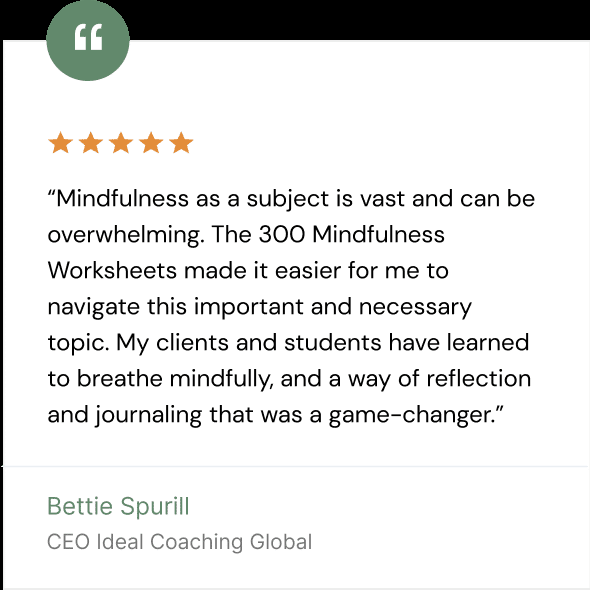 “Mindfulness as a subject is vast and can be
overwhelming. The 300 Mindfulness
Worksheets made it easier for me to
navigate this important and necessary
topic. My clients and students have learned
to breathe mindfully, and a way of reflection
and journaling that was a game-changer.”
Bettie Spurill
CEO Ideal Coaching Global